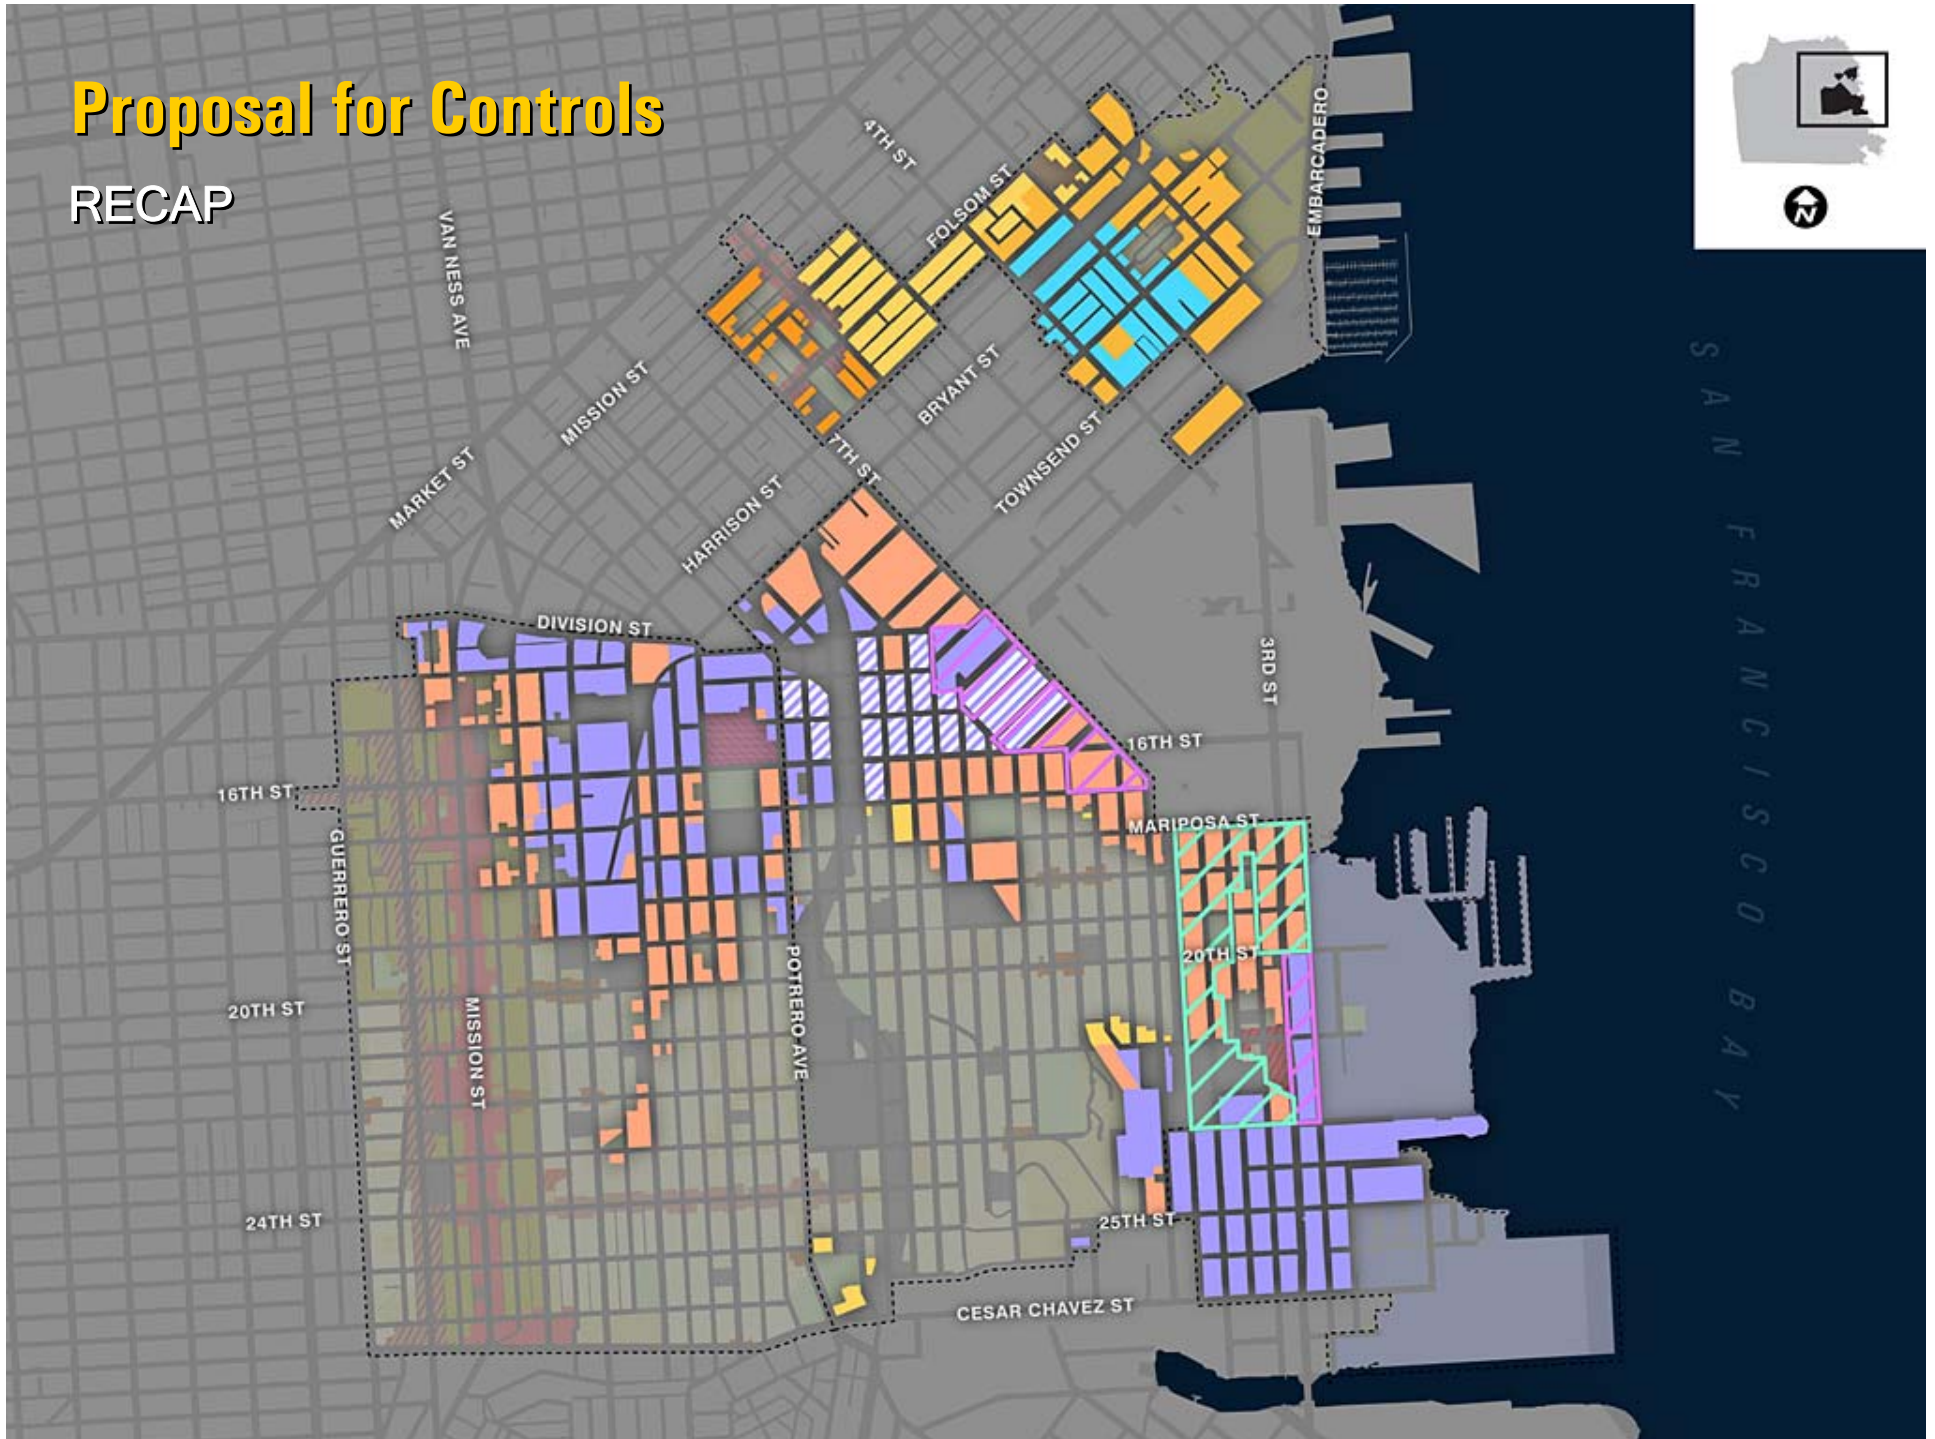 Proposal for Controls
RECAP
N
4TH ST
FOLSOM ST
EMBARCADERO
VAN NESS AVE
MISSION ST
BRYANT ST
MARKET ST
HARRISON ST
7TH ST
TOWNSEND ST
SAN FRANCISCO BAY
DIVISION ST
3RD ST
16TH ST
16TH ST
MARIPOSA ST
GUERRERO ST
20TH ST
20TH ST
MISSION ST
POTRERO AVE
24TH ST
25TH ST
CESAR CHAVEZ ST